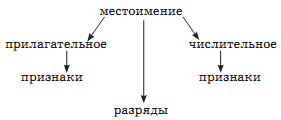 местоимение
прилагательное числительное
признаки признаки
разряды